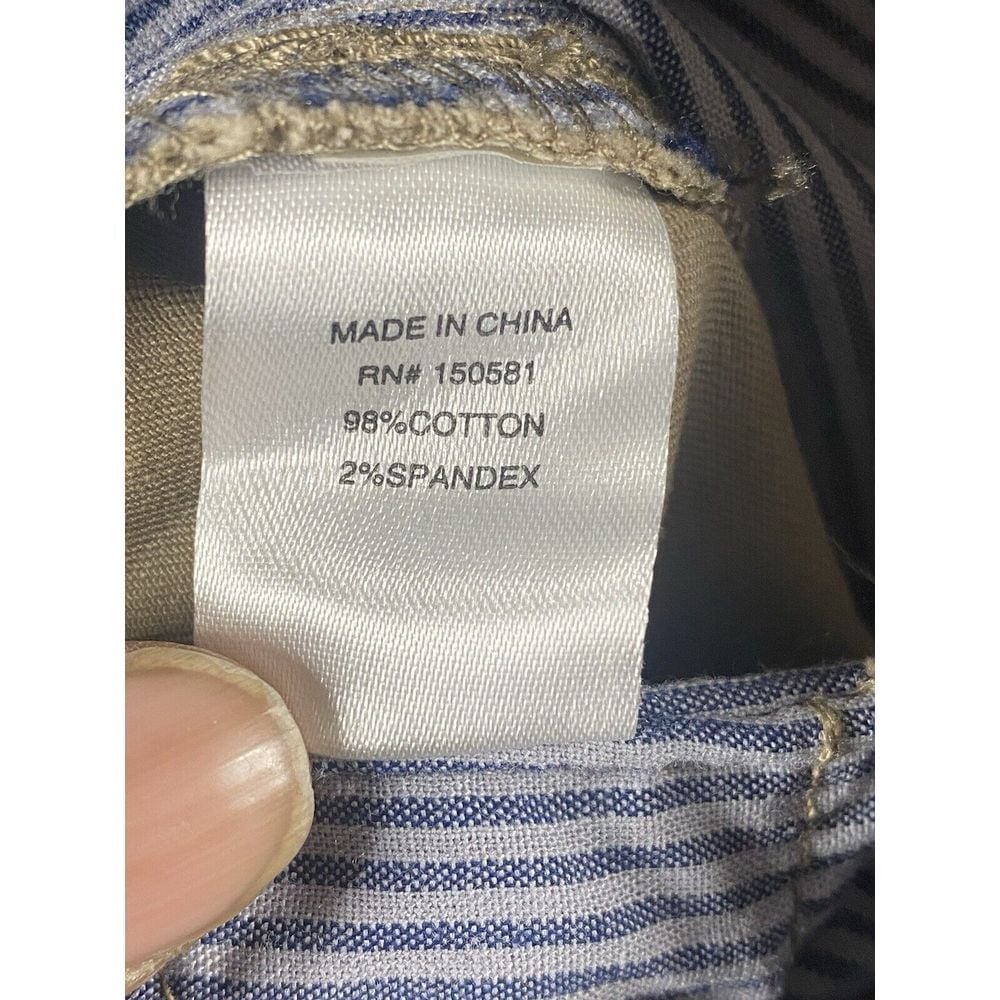 MADE IN CHINA
RN# 150581
98%COTTON
2%SPANDEX